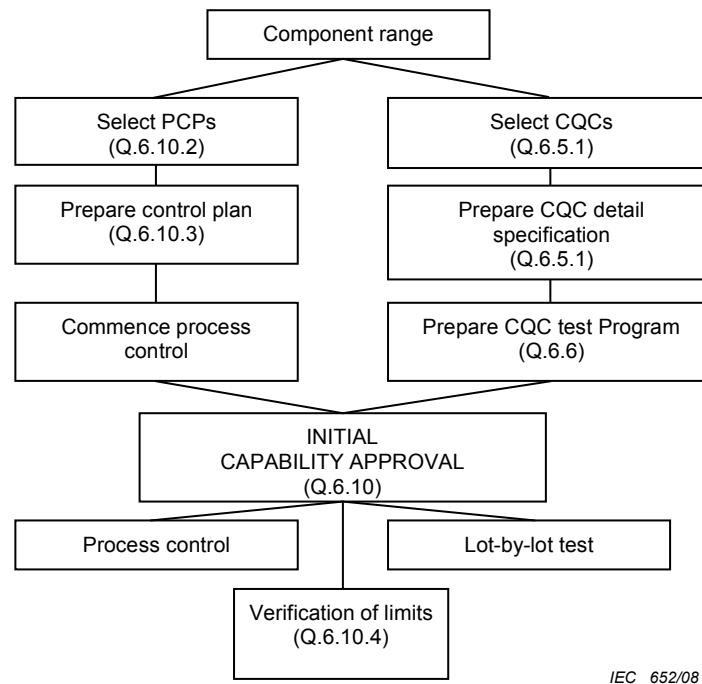 Component range
Select PCPs
(Q.6.10.2)
Select CQCs
(Q.6.5.1)
Prepare control plan
(Q.6.10.3)
Prepare CQC detail
specification
(Q.6.5.1)
Commence process
control
Prepare CQC test Program
(Q.6.6)
INITIAL
CAPABILITY APPROVAL
(Q.6.10)
Process control
Lot-by-lot test
Verification of limits
(Q.6.10.4)
IEC 652/08